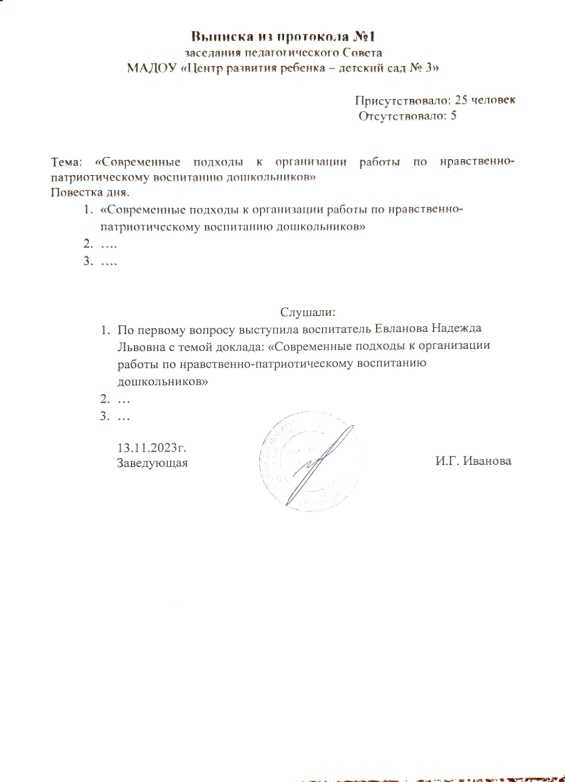 Выписка из протокола №1
заседания педагогического Совета
МАДОУ «Центр развития ребенка – детский сад № 3»
Присутствовало: 25 человек
Отсутствовало: 5
Тема: «Современные подходы к организации работы по нравственно-
патриотическому воспитанию дошкольников»
Повестка дня.
1. «Современные подходы к организации работы по нравственно-
патриотическому воспитанию дошкольников»
2. ….
3. ….
Слушали:
1. По первому вопросу выступила воспитатель Евланова Надежда
Львовна с темой доклада: «Современные подходы к организации
работы по нравственно-патриотическому воспитанию
дошкольников»
2. …
3. …
13.11.2023г.
Заведующая И.Г. Иванова